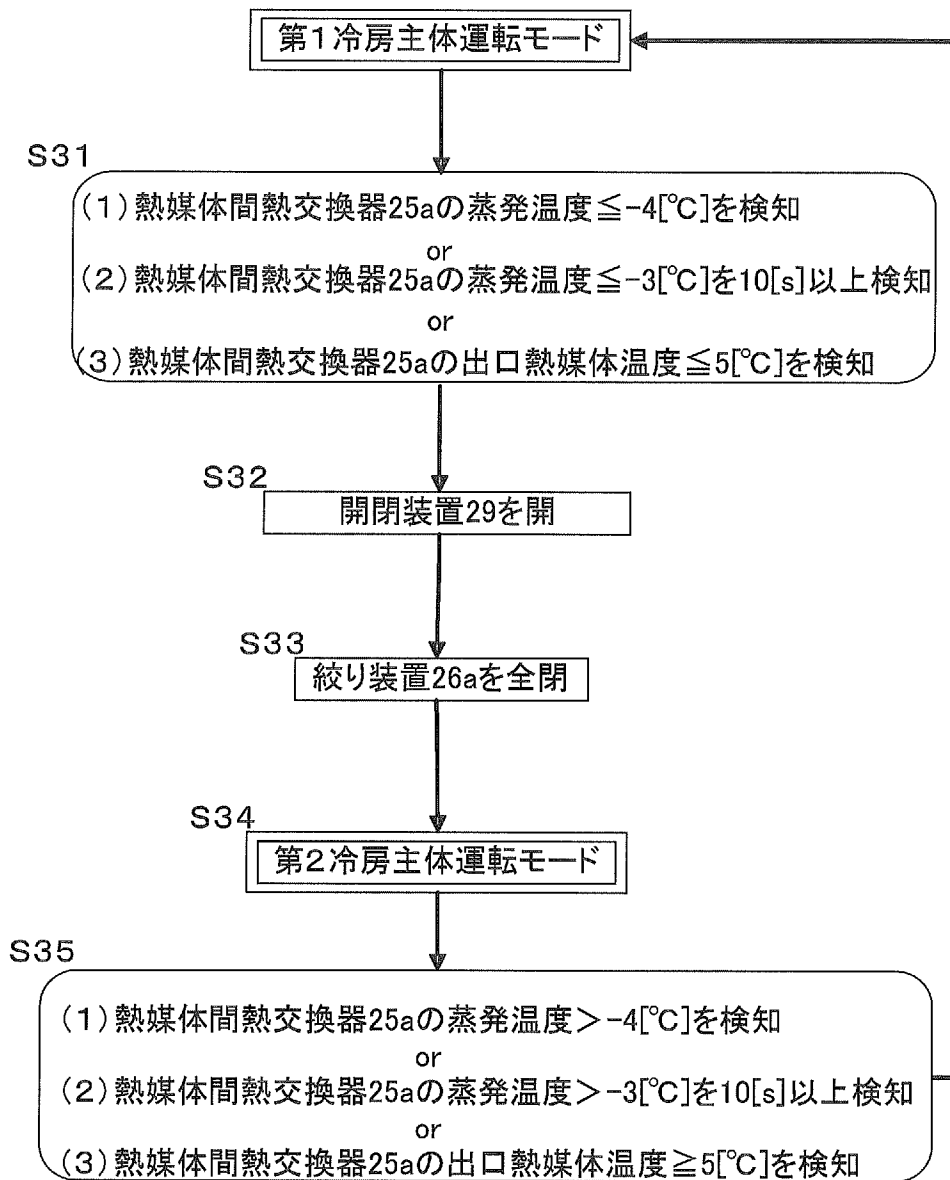 第1冷房主体運転モード
S31
(1)熱媒体間熱交換器25aの蒸発温度≦-4[℃]を検知
or
(2)熱媒体間熱交換器25aの蒸発温度≦-3[℃]を10[s]以上検知
or
(3)熱媒体間熱交換器25aの出口熱媒体温度≦5[℃]を検知
S32
開閉装置29を開
S33
絞り装置26aを全閉
S34
第2冷房主体運転モード
S35
(1)熱媒体間熱交換器25aの蒸発温度>-4[℃]を検知
or
(2)熱媒体間熱交換器25aの蒸発温度>-3[℃]を10[s]以上検知
or
(3)熱媒体間熱交換器25aの出口熱媒体温度≧5[℃]を検知